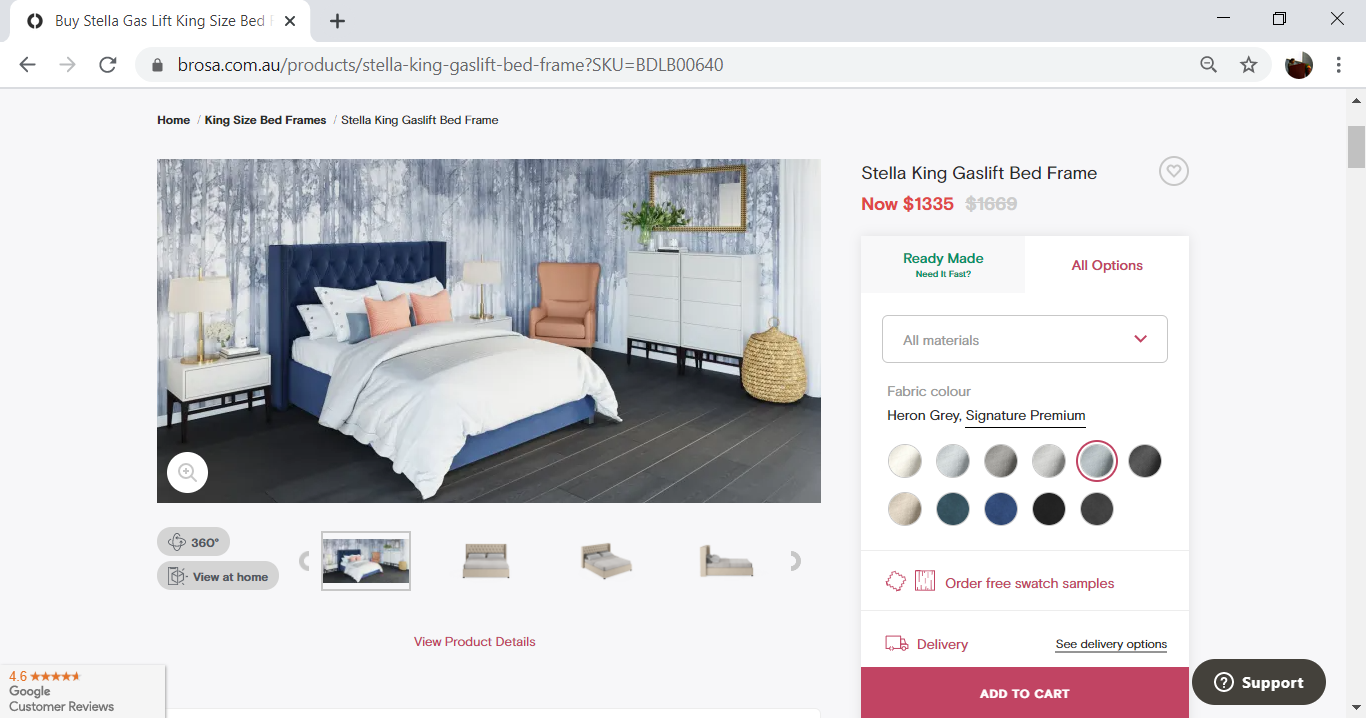 Buy Stella Gas Lift King Size Bed F
brosa.com.au/products/stella-king-gaslift-bed-frame?SKU=BDLB00640
Home / King Size Bed Frames / Stella King Gaslift Bed Frame
Stella King Gaslift Bed Frame
Now $1335 $1669
Ready Made
Need It Fast?
All Options
All materials
Fabric colour
Heron Grey, Signature Premium
360°
View at home
View Product Details
Order free swatch samples
Delivery
See delivery options
ADD TO CART
4.6
Google
Customer Reviews
Support